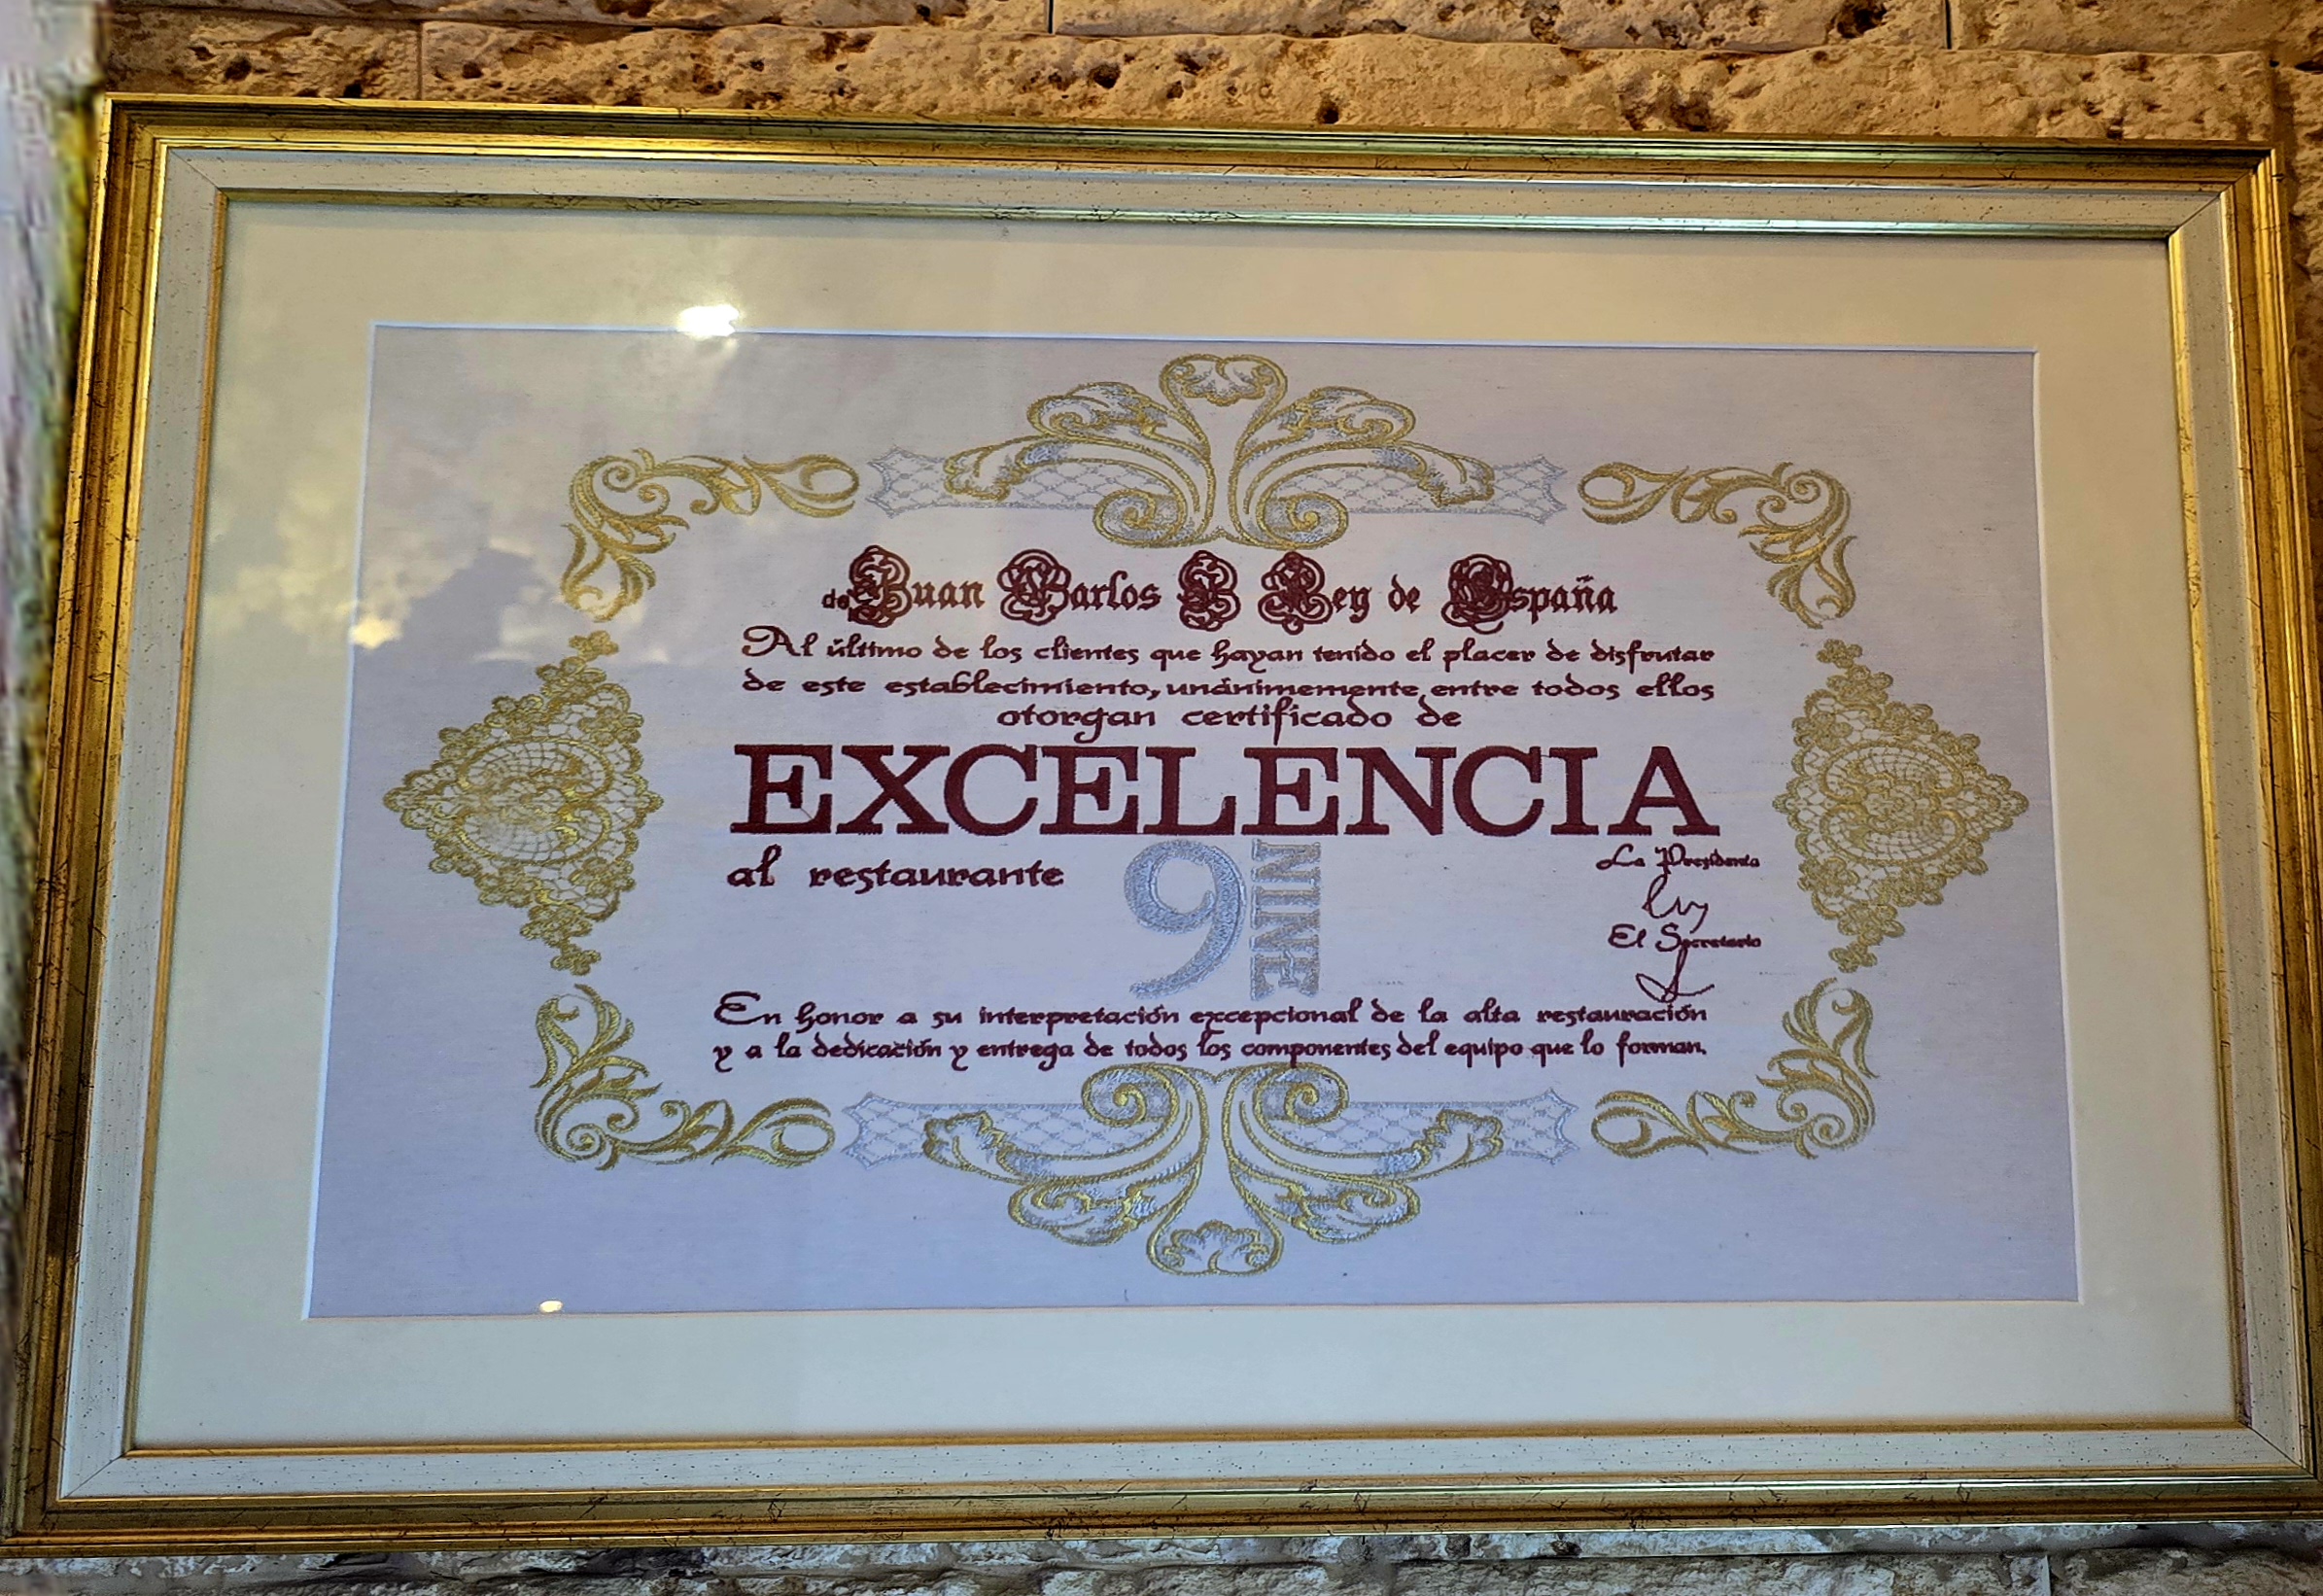 de Juan Carlos I Rey de España
Al último de los clientes que hayan tenido el placer de disfrutar
de este establecimiento, unánimemente entre todos ellos
otorgan certificado de
EXCELENCIA
al restaurante
9 NINE
La Presidenta
El Secretario
En honor a su interpretación excepcional de la alta restauración
y a la dedicación y entrega de todos los componentes del equipo que lo forman.